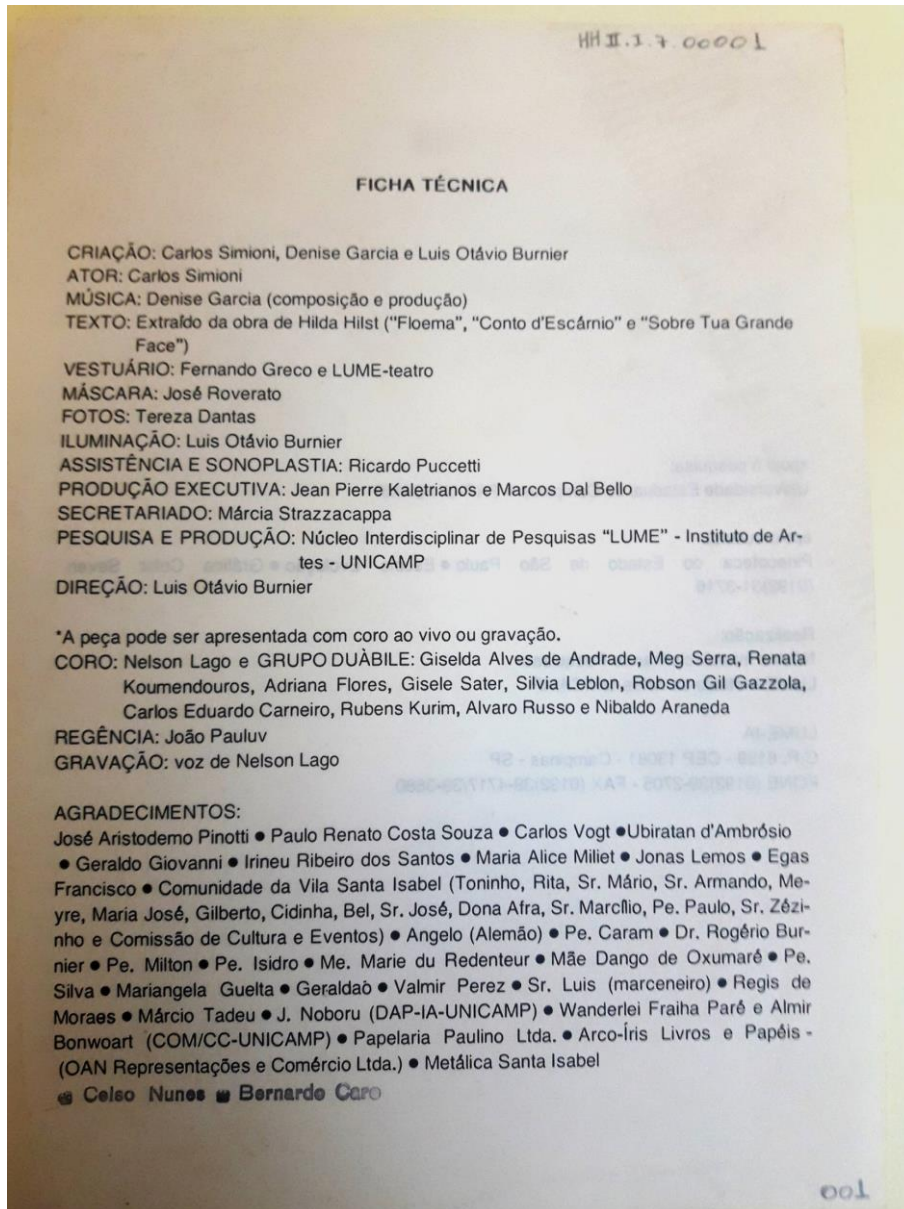 HH II.I.7.00001
FICHA TÉCNICA
CRIAÇÃO: Carlos Simioni, Denise Garcia e Luis Otávio Burnier
ATOR: Carlos Simioni
MÚSICA: Denise Garcia (composição e produção)
TEXTO: Extraído da obra de Hilda Hilst ("Floema", "Conto d'Escárnio" e "Sobre Tua Grande
Face")
VESTUÁRIO: Fernando Greco e LUME-teatro
MÁSCARA: José Roverato
FOTOS: Tereza Dantas
ILUMINAÇÃO: Luis Otávio Burnier
ASSISTÊNCIA E SONOPLASTIA: Ricardo Puccetti
PRODUÇÃO EXECUTIVA: Jean Pierre Kaletrianos e Marcos Dal Bello
SECRETARIADO: Márcia Strazzacappa
PESQUISA E PRODUÇÃO: Núcleo Interdisciplinar de Pesquisas "LUME" - Instituto de Ar-
tes - UNICAMP
DIREÇÃO: Luis Otávio Burnier
*A peça pode ser apresentada com coro ao vivo ou gravação.
CORO: Nelson Lago e GRUPO DUÀBILE: Giselda Alves de Andrade, Meg Serra, Renata
Koumendouros, Adriana Flores, Gisele Sater, Silvia Leblon, Robson Gil Gazzola,
Carlos Eduardo Carneiro, Rubens Kurim, Alvaro Russo e Nibaldo Araneda
REGÊNCIA: João Pauluv
GRAVAÇÃO: voz de Nelson Lago
AGRADECIMENTOS:
José Aristodemo Pinotti ● Paulo Renato Costa Souza ● Carlos Vogt ●Ubiratan d'Ambrósio
● Geraldo Giovanni ● Irineu Ribeiro dos Santos ● Maria Alice Miliet ● Jonas Lemos ● Egas
Francisco ● Comunidade da Vila Santa Isabel (Toninho, Rita, Sr. Mário, Sr. Armando, Me-
yre, Maria José, Gilberto, Cidinha, Bel, Sr. José, Dona Afra, Sr. Marcílio, Pe. Paulo, Sr. Zézi-
nho e Comissão de Cultura e Eventos) ● Angelo (Alemão) ● Pe. Caram ● Dr. Rogério Bur-
nier ● Pe. Milton ● Pe. Isidro ● Me. Marie du Redenteur ● Mãe Dango de Oxumaré ● Pe.
Silva ● Mariangela Guelta ● Geraldaò ● Valmir Perez ● Sr. Luis (marceneiro) ● Regis de
Moraes ● Márcio Tadeu ● J. Noboru (DAP-IA-UNICAMP) ● Wanderlei Fraiha Paré e Almir
Bonwoart (COM/CC-UNICAMP) ● Papelaria Paulino Ltda. ● Arco-Íris Livros e Papéis -
(OAN Representações e Comércio Ltda.) ● Metálica Santa Isabel
● Celso Nunes ● Bernardo Caro
001